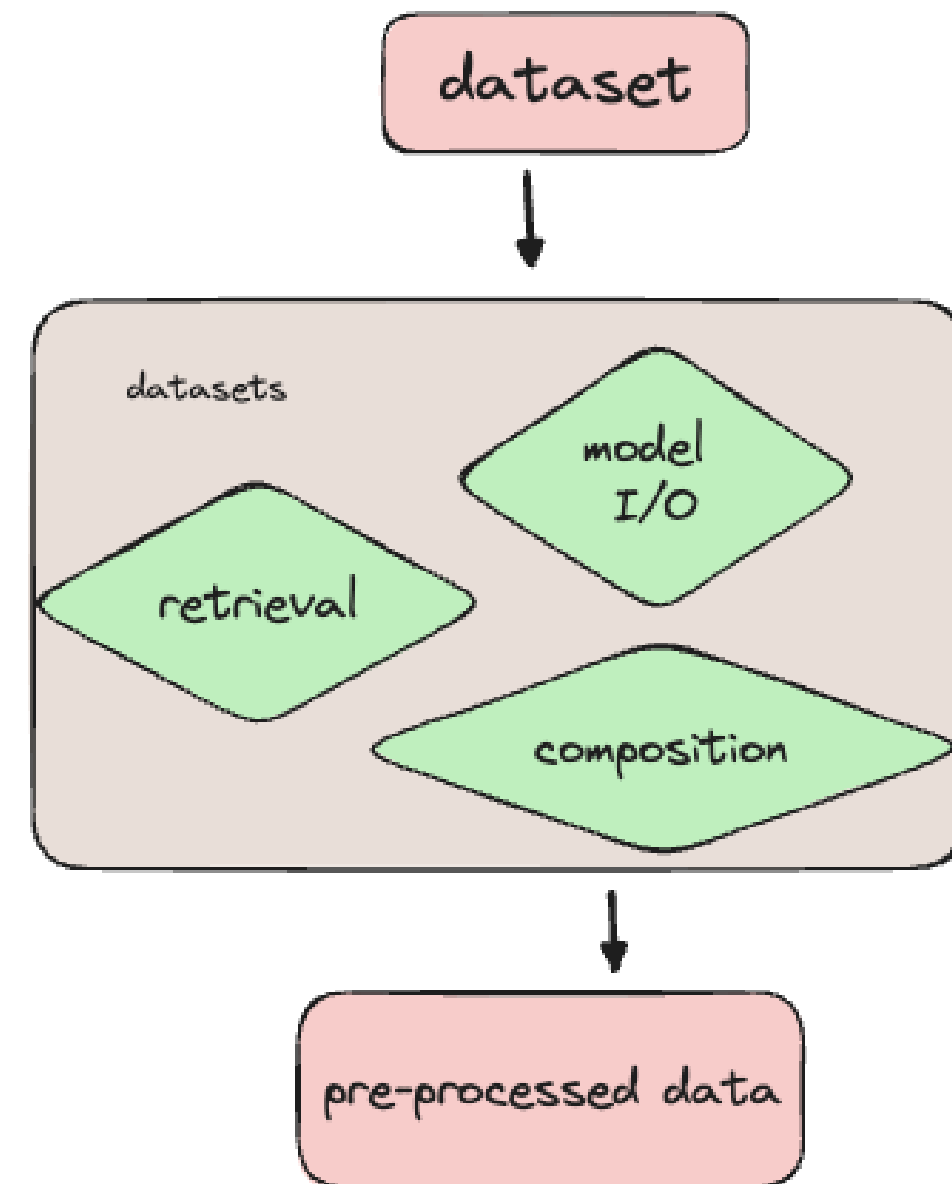 dataset
datasets
model
I/O
retrieval
composition
pre-processed data